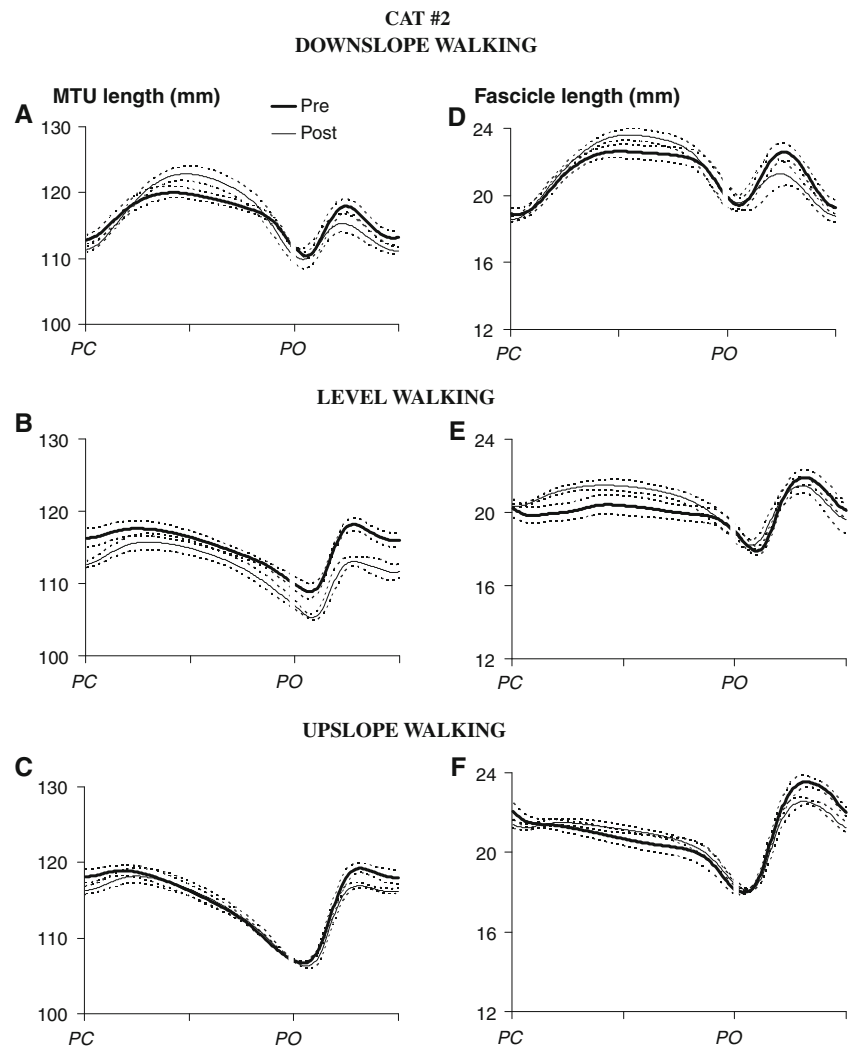 CAT #2
DOWNSLOPE WALKING
A MTU length (mm)
130
120
110
100
PC PO
Pre
Post
D Fascicle length (mm)
24
20
16
12
PC PO
LEVEL WALKING
B
130
120
110
100
PC PO
E
24
20
16
12
PC PO
UPSLOPE WALKING
C
130
120
110
100
PC PO
F
24
20
16
12
PC PO